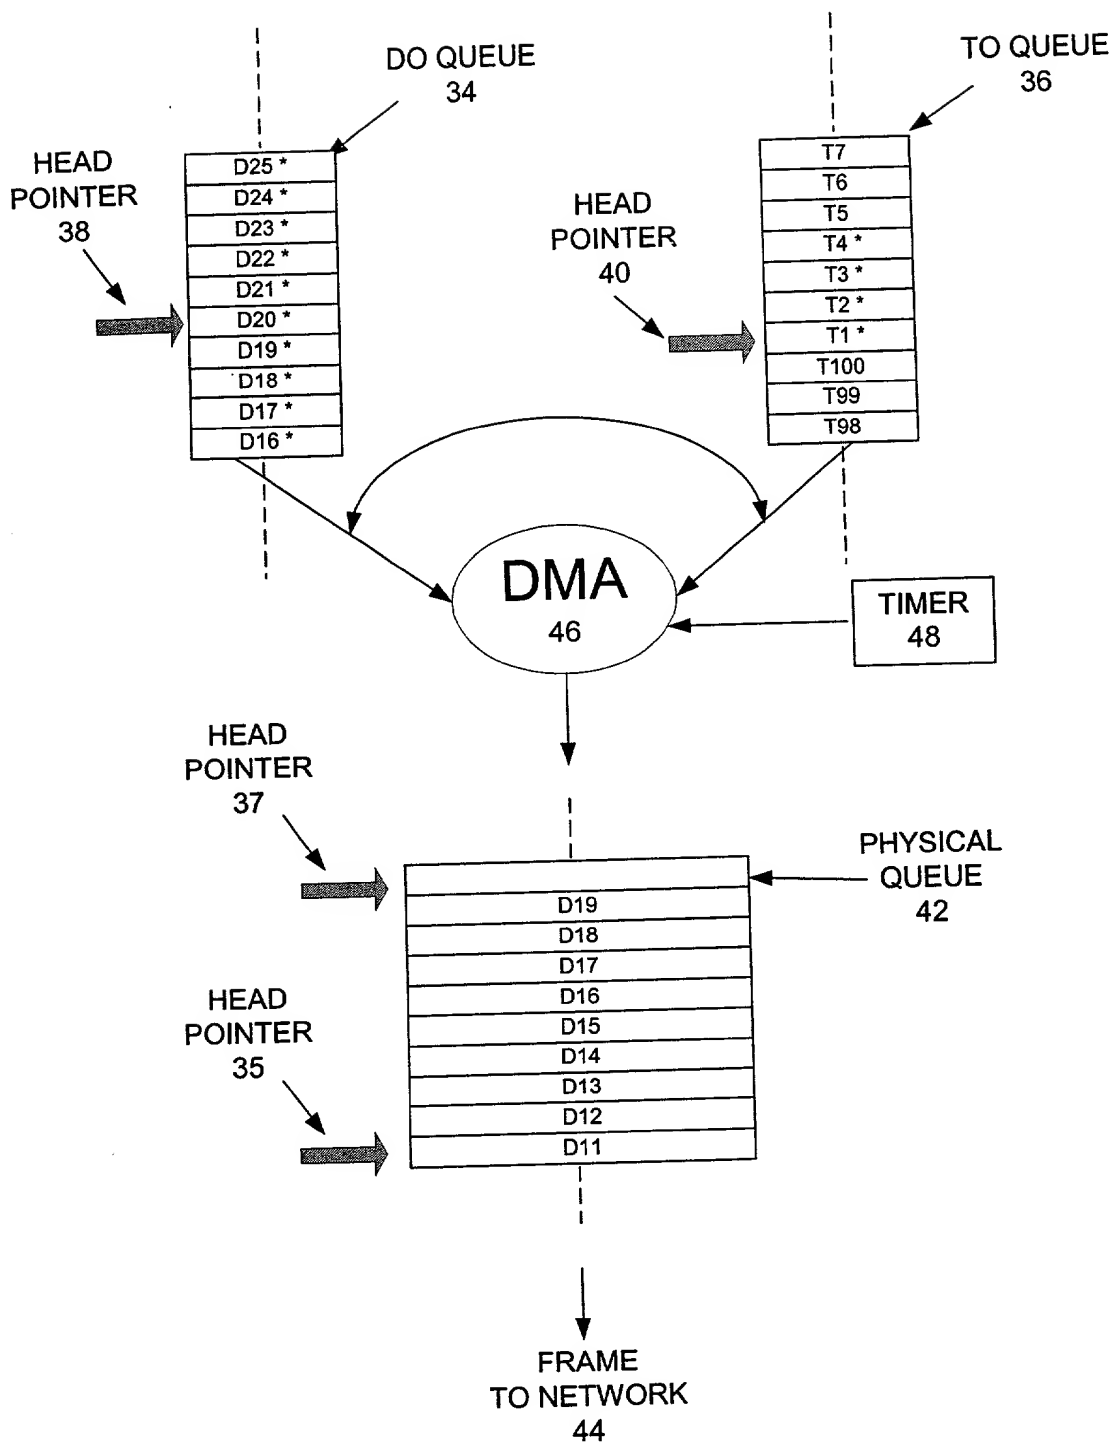 DO QUEUE
34
TO QUEUE
36
HEAD
POINTER
38
D25 *
D24 *
D23 *
D22 *
D21 *
D20 *
D19 *
D18 *
D17 *
D16 *
HEAD
POINTER
40
T7
T6
T5
T4 *
T3 *
T2 *
T1 *
T100
T99
T98
DMA
46
TIMER
48
HEAD
POINTER
37
PHYSICAL
QUEUE
42
D19
D18
D17
D16
D15
D14
D13
D12
D11
HEAD
POINTER
35
FRAME
TO NETWORK
44